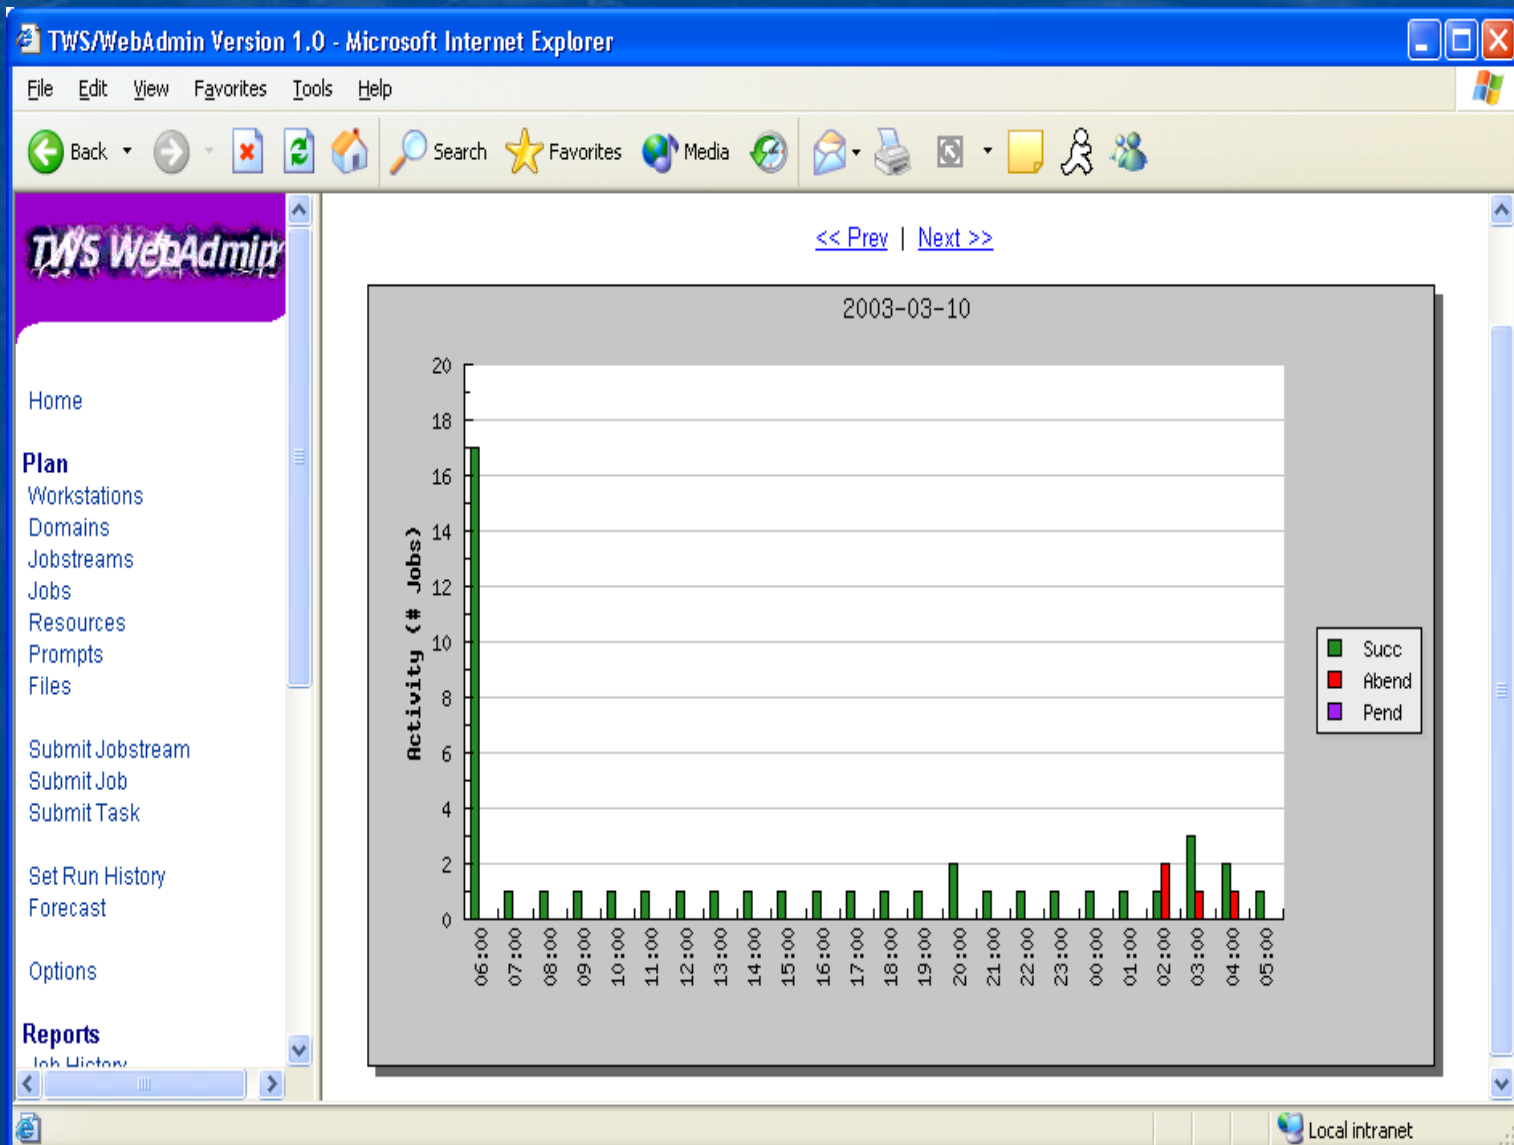 TWS/WebAdmin Version 1.0 - Microsoft Internet Explorer
File Edit View Favorites Tools Help
Back Search Favorites Media
TWS WebAdmin
<< Prev | Next >>
Home
Plan
Workstations
Domains
Jobstreams
Jobs
Resources
Prompts
Files
Submit Jobstream
Submit Job
Submit Task
Set Run History
Forecast
Options
Reports
Job History
2003-03-10
Activity (# Jobs)
20
18
16
14
12
10
8
6
4
2
0
06:00 07:00 08:00 09:00 10:00 11:00 12:00 13:00 14:00 15:00 16:00 17:00 18:00 19:00 20:00 21:00 22:00 23:00 00:00 01:00 02:00 03:00 04:00 05:00
Succ
Abend
Pend
Local intranet